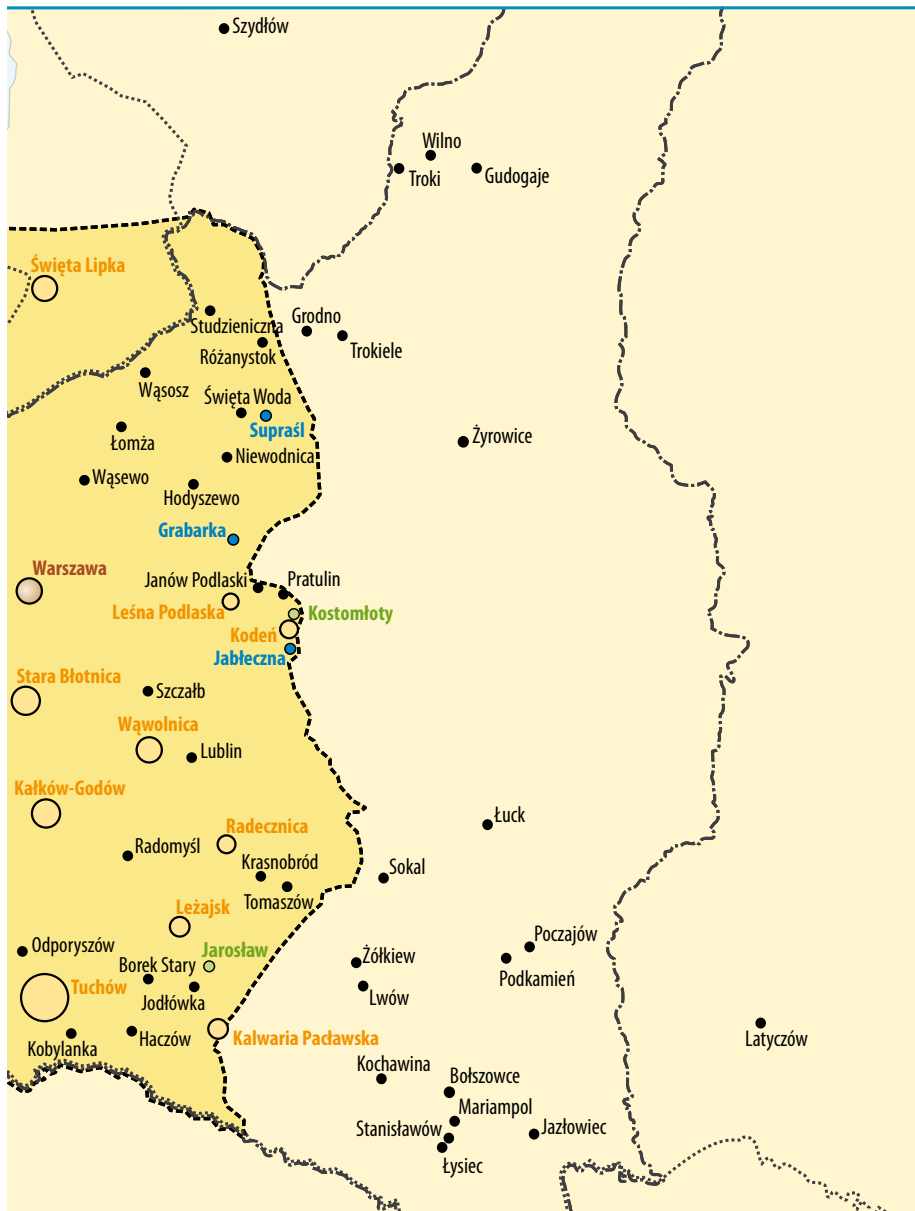 Szydłów
Wilno
Troki
Gudogaje
Święta Lipka
Studzieniczna
Grodno
Trokiele
Różanystok
Wąsosz
Święta Woda
Supraśl
Łomża
Żyrowice
Niewodnica
Wąsewo
Hodyszewo
Grabarka
Warszawa
Janów Podlaski
Pratulin
Leśna Podlaska
Kostomłoty
Kodeń
Jabłeczna
Stara Błotnica
Szczałb
Wąwolnica
Lublin
Kałków-Godów
Łuck
Radecznica
Radomyśl
Krasnobród
Sokal
Tomaszów
Leżajsk
Odporyszów
Jarosław
Poczajów
Borek Stary
Żółkiew
Podkamień
Tuchów
Jodłówka
Lwów
Kobylanka
Haczów
Kalwaria Pacławska
Latyczów
Kochawina
Bołszowce
Mariampol
Stanisławów
Jazłowiec
Łysiec